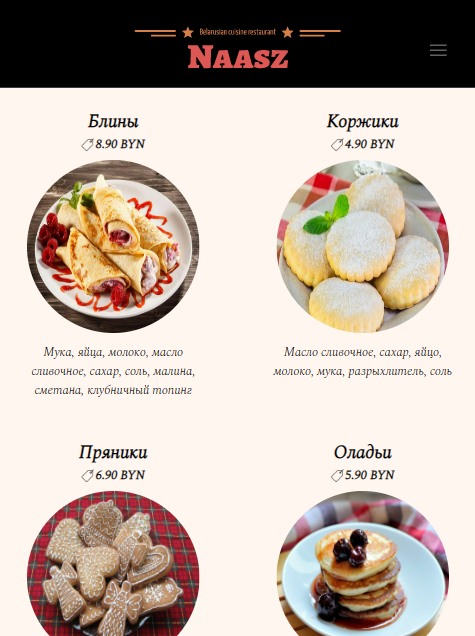 Belarusian cuisine restaurant
NAASZ
Блины
8.90 BYN
Мука, яйца, молоко, масло
сливочное, сахар, соль, малина,
сметана, клубничный топинг
Коржики
4.90 BYN
Масло сливочное, сахар, яйцо,
молоко, мука, разрыхлитель, соль
Пряники
6.90 BYN
Оладьи
5.90 BYN